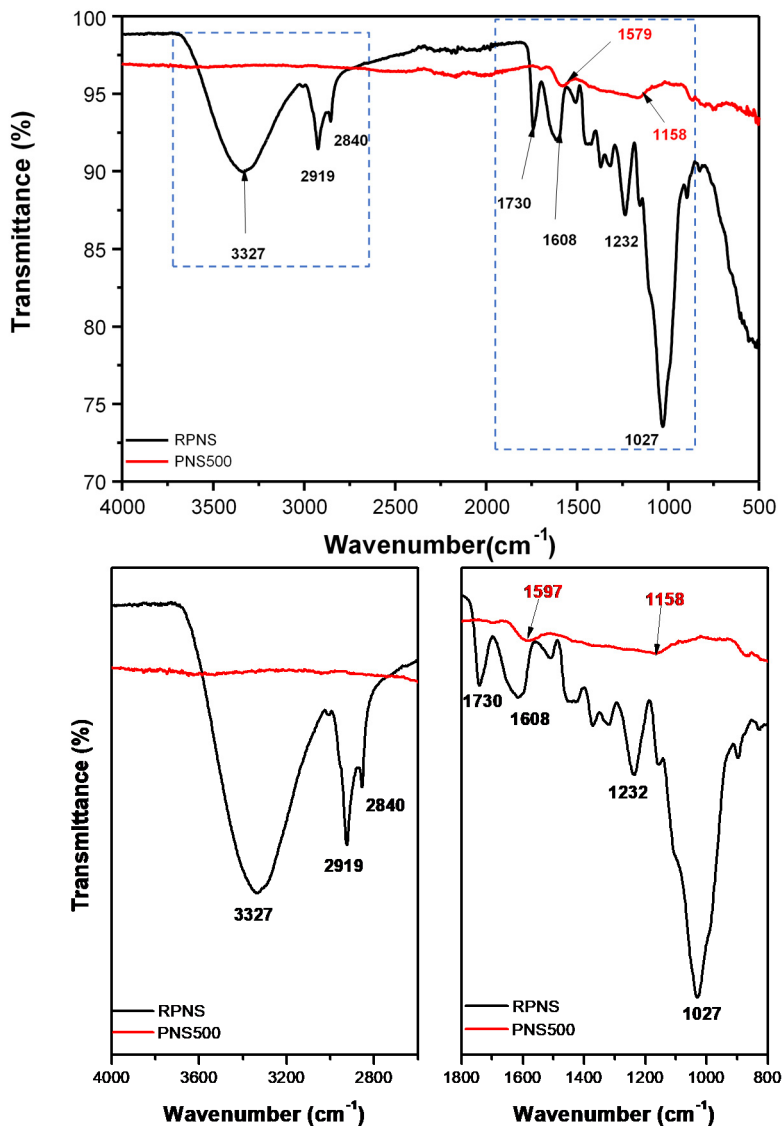 100
95
90
85
80
75
70
Transmittance (%)
1579
1158
2840
2919
3327
1730
1608
1232
1027
RPNS
PNS500
4000 3500 3000 2500 2000 1500 1000 500
Wavenumber(cm⁻¹)
Transmittance (%)
2840
2919
3327
RPNS
PNS500
4000 3600 3200 2800
Wavenumber (cm⁻¹)
Transmittance (%)
1597
1158
1730
1608
1232
1027
RPNS
PNS500
1800 1600 1400 1200 1000 800
Wavenumber (cm⁻¹)